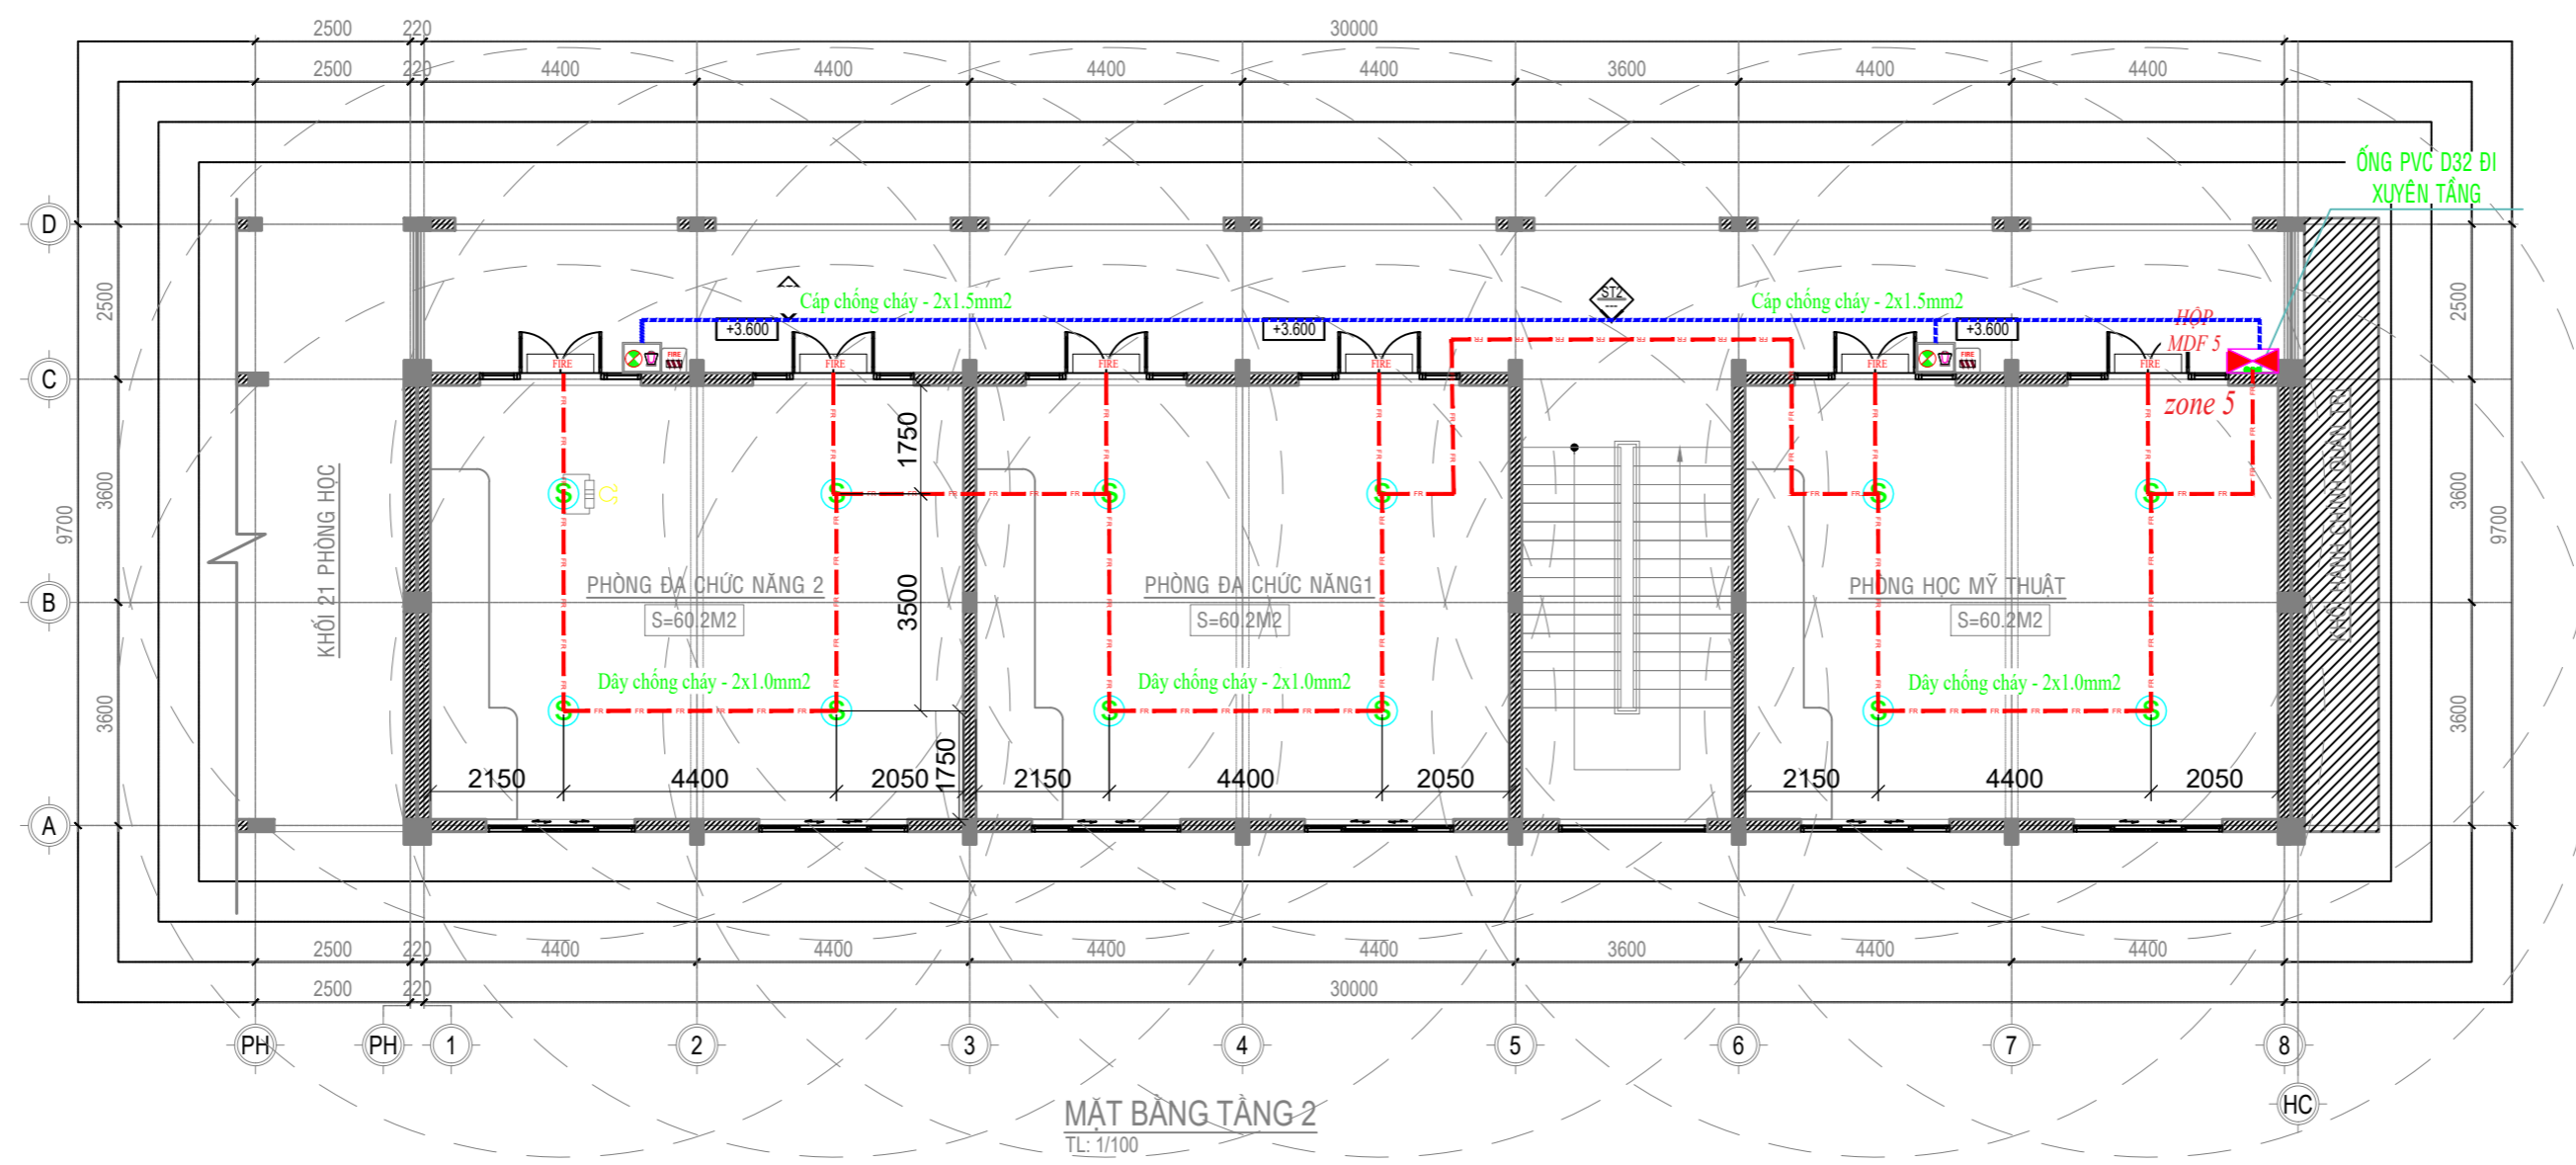 2500 220 30000
2500 220 4400 4400 4400 4400 3600 4400 4400
ỐNG PVC D32 ĐI
XUYÊN TẦNG
D
2500
2500
Cáp chống cháy - 2x1.5mm2
ST2
Cáp chống cháy - 2x1.5mm2
+3.600
+3.600
+3.600
HỘP
MDF 5
FIRE
FIRE
FIRE
FIRE
FIRE
FIRE
FIRE
FIRE
C
zone 5
1750
3600
9700
3600
9700
KHỐI 21 PHÒNG HỌC
S S S S S S
PHÒNG ĐA CHỨC NĂNG 2
S=60.2M2
PHÒNG ĐA CHỨC NĂNG1
S=60.2M2
PHÒNG HỌC MỸ THUẬT
S=60.2M2
B
3500
Dây chống cháy - 2x1.0mm2
Dây chống cháy - 2x1.0mm2
Dây chống cháy - 2x1.0mm2
S S S S S S
3600
3600
1750
2150 4400 2050 2150 4400 2050 2150 4400 2050
A
2500 220 4400 4400 4400 4400 3600 4400 4400
2500 220 30000
PH PH 1 2 3 4 5 6 7 8
HC
MẶT BẰNG TẦNG 2
TL: 1/100